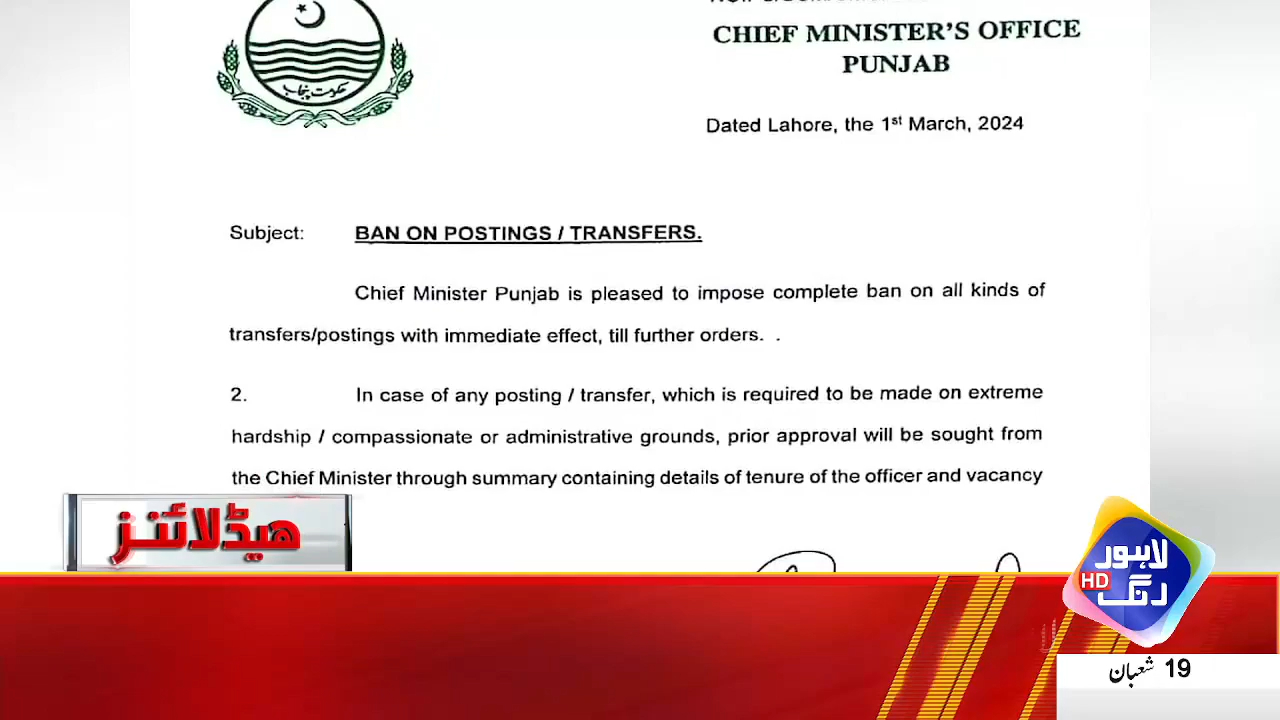 CHIEF MINISTER'S OFFICE
PUNJAB
حکومت پنجاب
Dated Lahore, the 1st March, 2024
Subject: BAN ON POSTINGS / TRANSFERS.
Chief Minister Punjab is pleased to impose complete ban on all kinds of
transfers/postings with immediate effect, till further orders. .
2. In case of any posting / transfer, which is required to be made on extreme
hardship / compassionate or administrative grounds, prior approval will be sought from
the Chief Minister through summary containing details of tenure of the officer and vacancy
ہیڈلائنز
لاہور
رنگ HD
19 شعبان